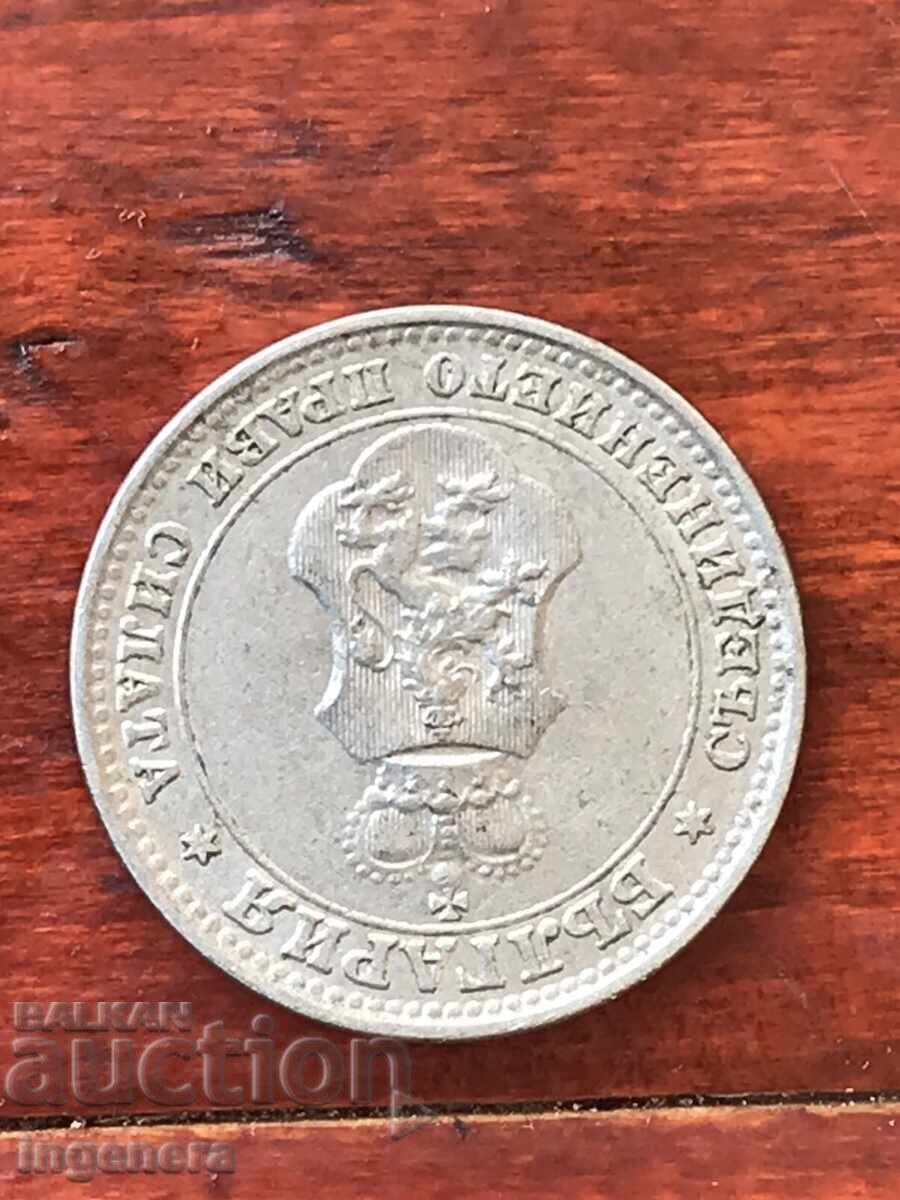 БЪЛГАРИЯ
СЪЕДИНЕНИЕТО ПРАВИ СИЛАТА
BALKAN
auction
ingenera